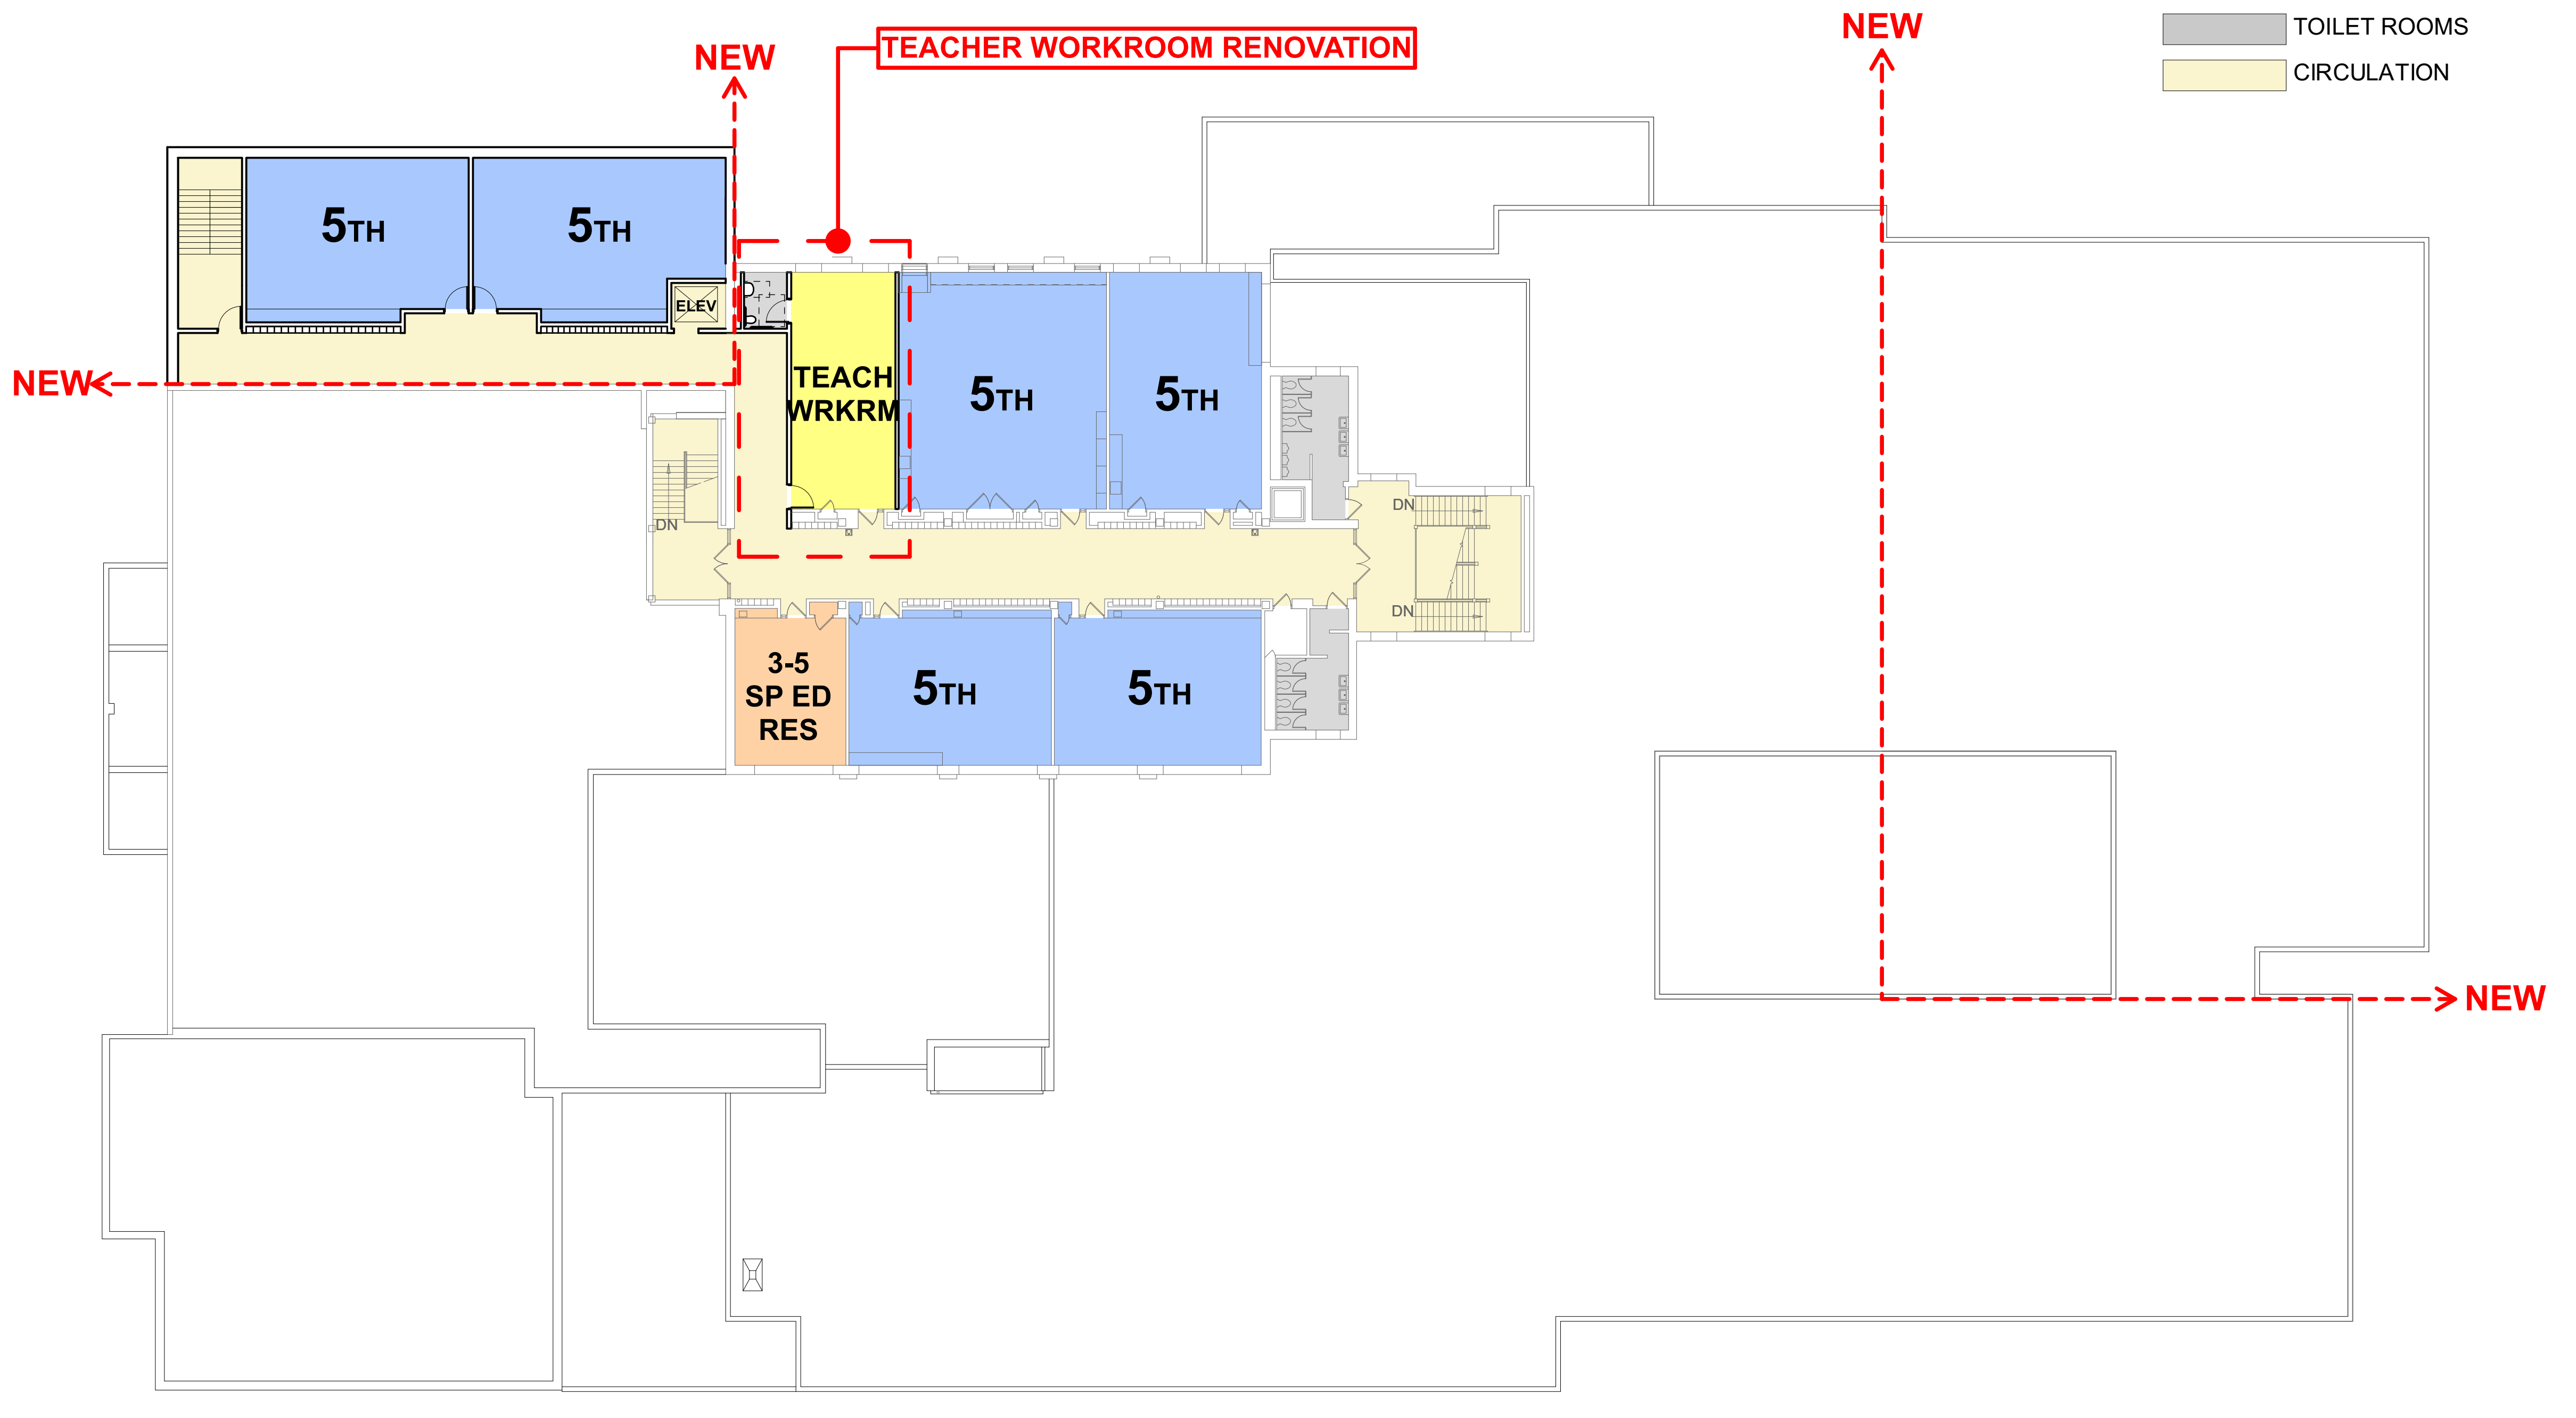 TEACHER WORKROOM RENOVATION
NEW
NEW
TOILET ROOMS
CIRCULATION
5TH
5TH
ELEV
NEW
TEACH
WRKRM
5TH
5TH
DN
DN
DN
3-5
SP ED
RES
5TH
5TH
NEW